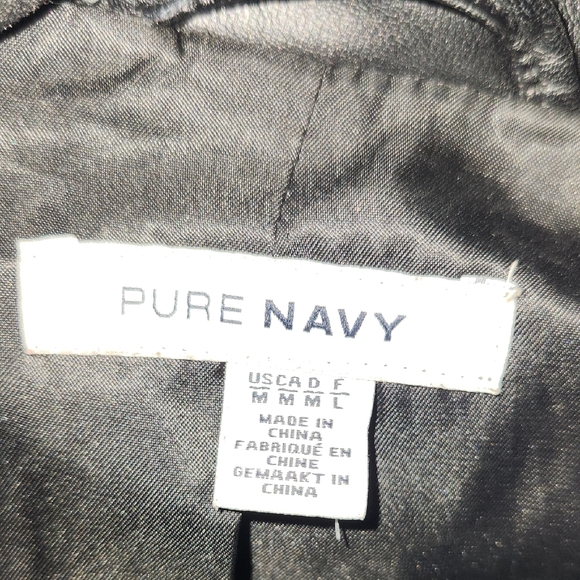 PURE NAVY
US CA D F
M M M L
MADE IN
CHINA
FABRIQUÉ EN
CHINE
GEMAAKT IN
CHINA